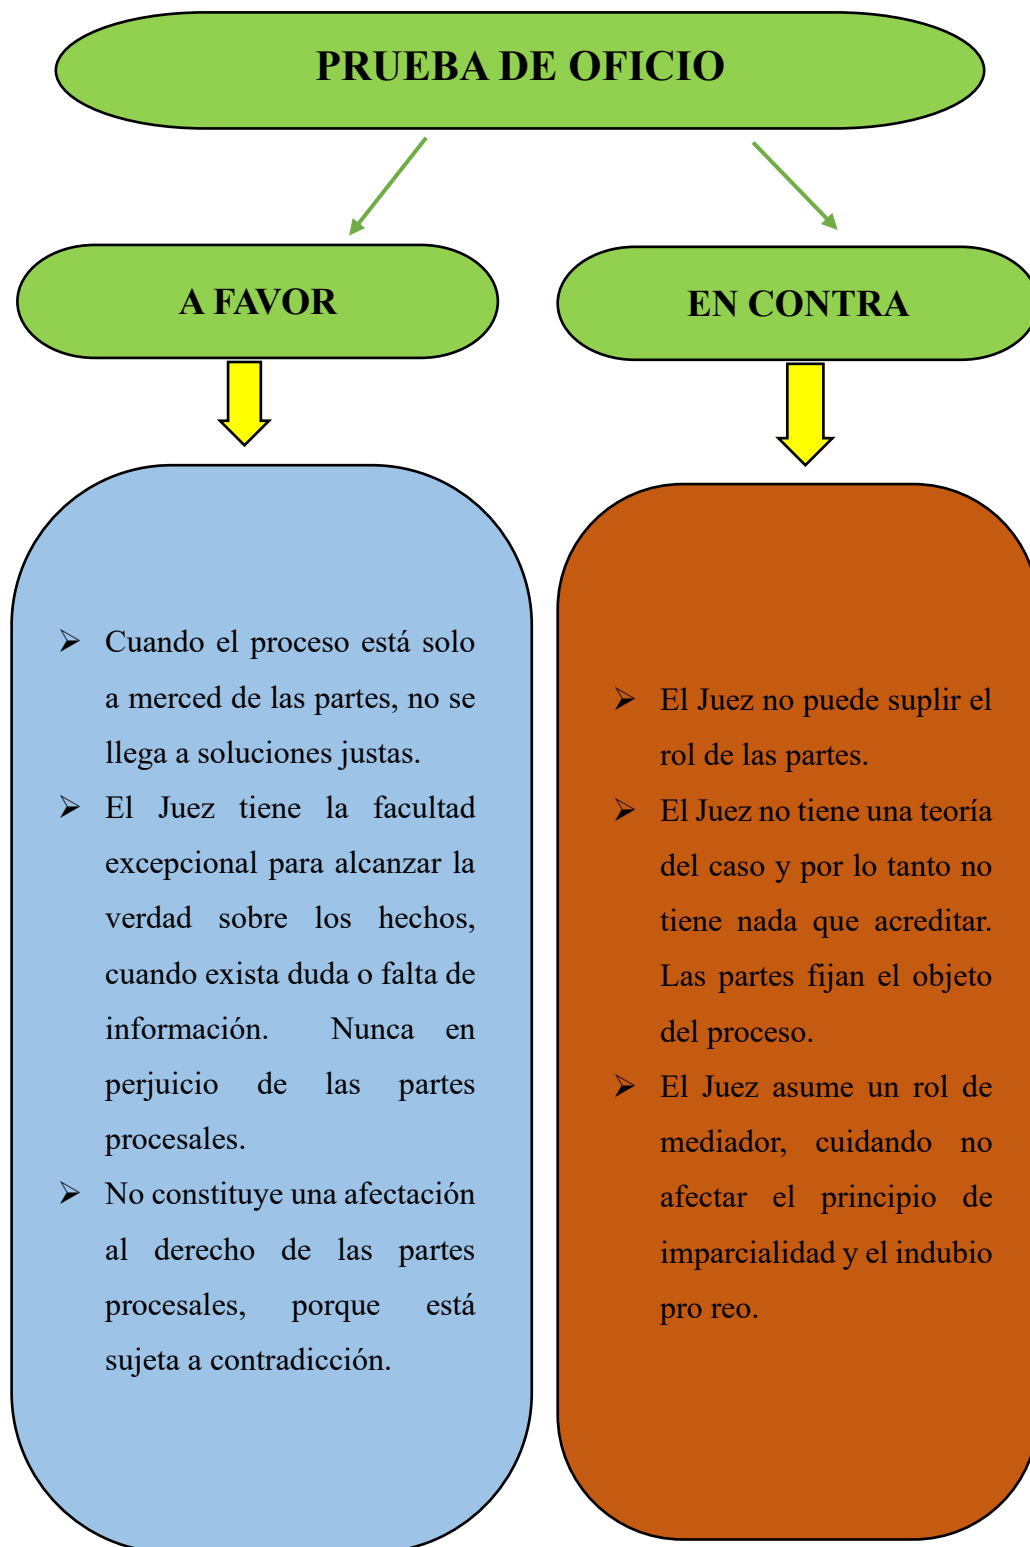 PRUEBA DE OFICIO
A FAVOR
EN CONTRA
➢ Cuando el proceso está solo
a merced de las partes, no se
llega a soluciones justas.
➢ El Juez tiene la facultad
excepcional para alcanzar la
verdad sobre los hechos,
cuando exista duda o falta de
información. Nunca en
perjuicio de las partes
procesales.
➢ No constituye una afectación
al derecho de las partes
procesales, porque está
sujeta a contradicción.
➢ El Juez no puede suplir el
rol de las partes.
➢ El Juez no tiene una teoría
del caso y por lo tanto no
tiene nada que acreditar.
Las partes fijan el objeto
del proceso.
➢ El Juez asume un rol de
mediador, cuidando no
afectar el principio de
imparcialidad y el indubio
pro reo.